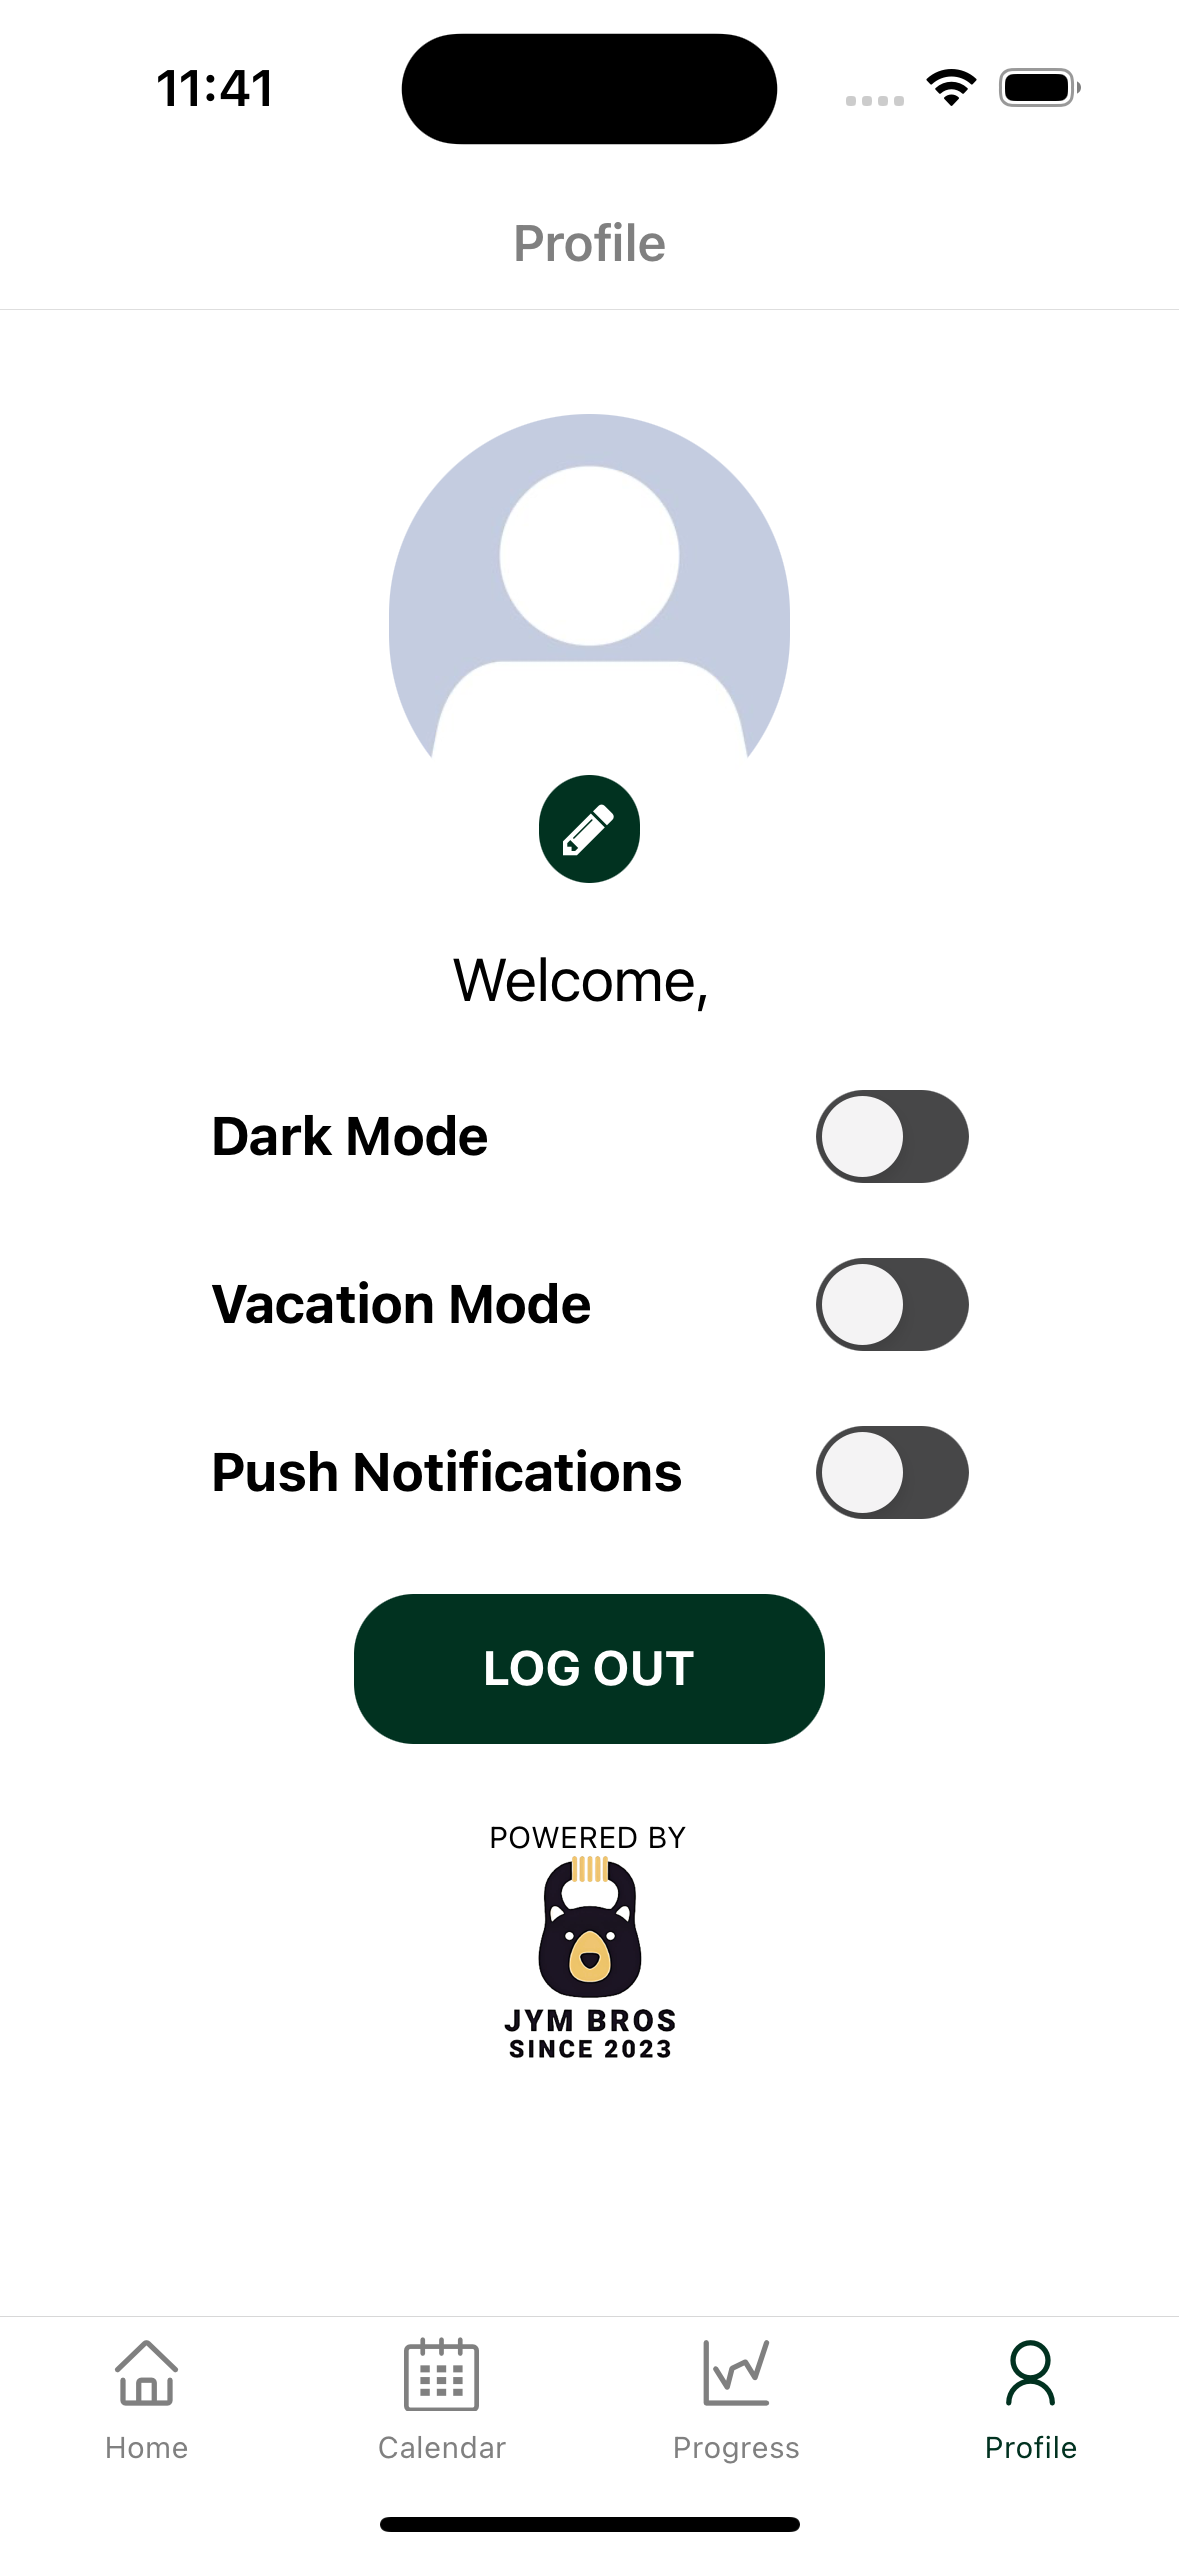 11:41
Profile
Welcome,
Dark Mode
Vacation Mode
Push Notifications
LOG OUT
POWERED BY
JYM BROS
SINCE 2023
Home
Calendar
Progress
Profile